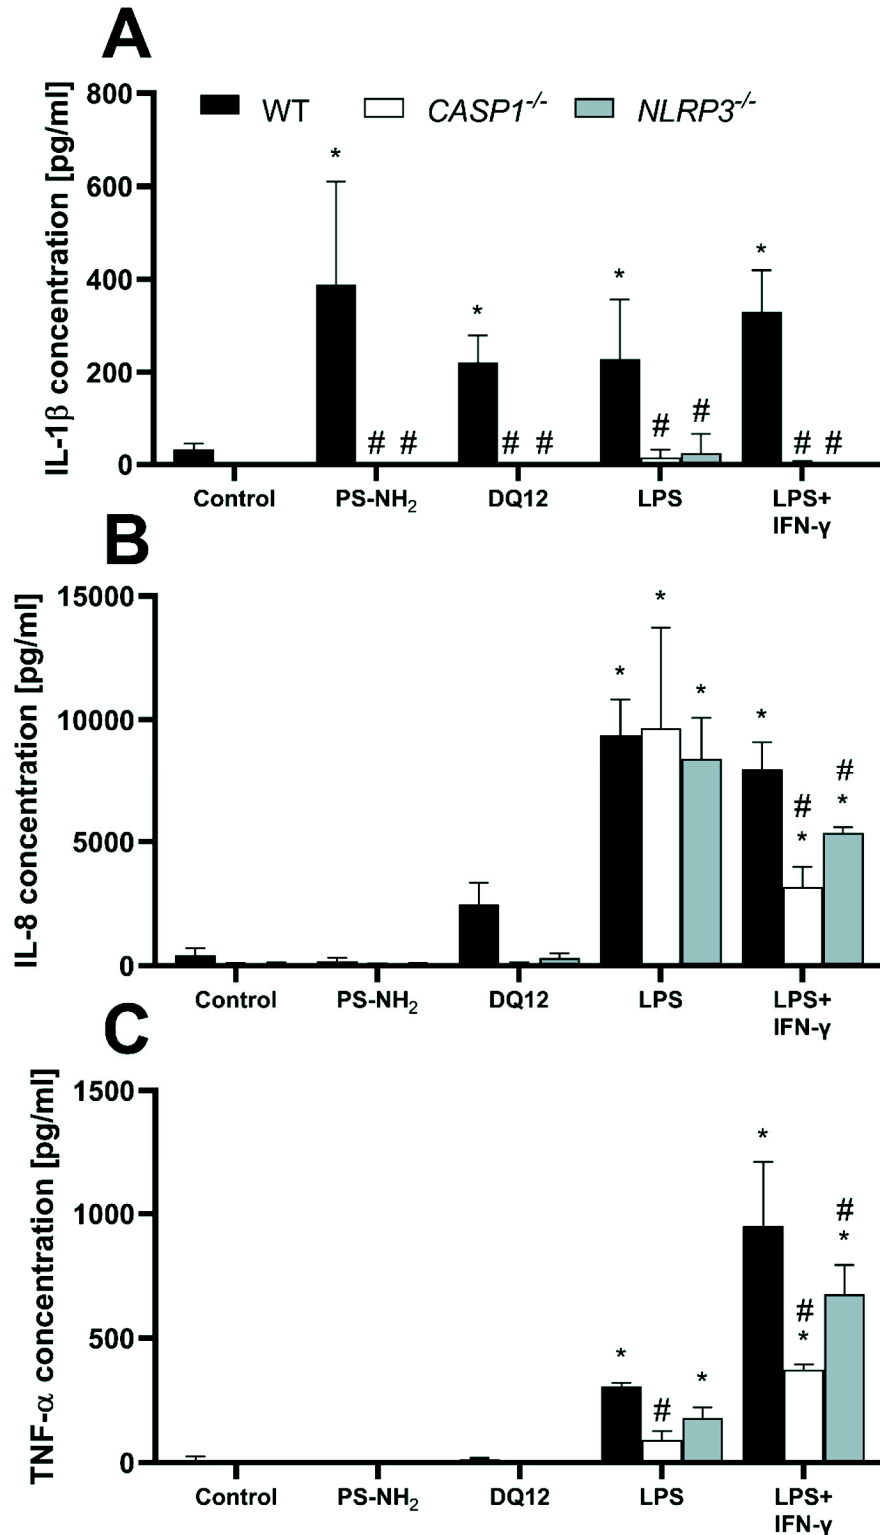 A
IL-1β concentration [pg/ml]
800
600
400
200
0
WT CASP1-/- NLRP3-/-
*
*
*
*
# #
# #
#
#
# #
Control PS-NH2 DQ12 LPS LPS+
IFN-γ
B
IL-8 concentration [pg/ml]
15000
10000
5000
0
*
*
*
*
#
*
#
*
Control PS-NH2 DQ12 LPS LPS+
IFN-γ
C
TNF-α concentration [pg/ml]
1500
1000
500
0
*
#
*
*
#
*
#
*
Control PS-NH2 DQ12 LPS LPS+
IFN-γ